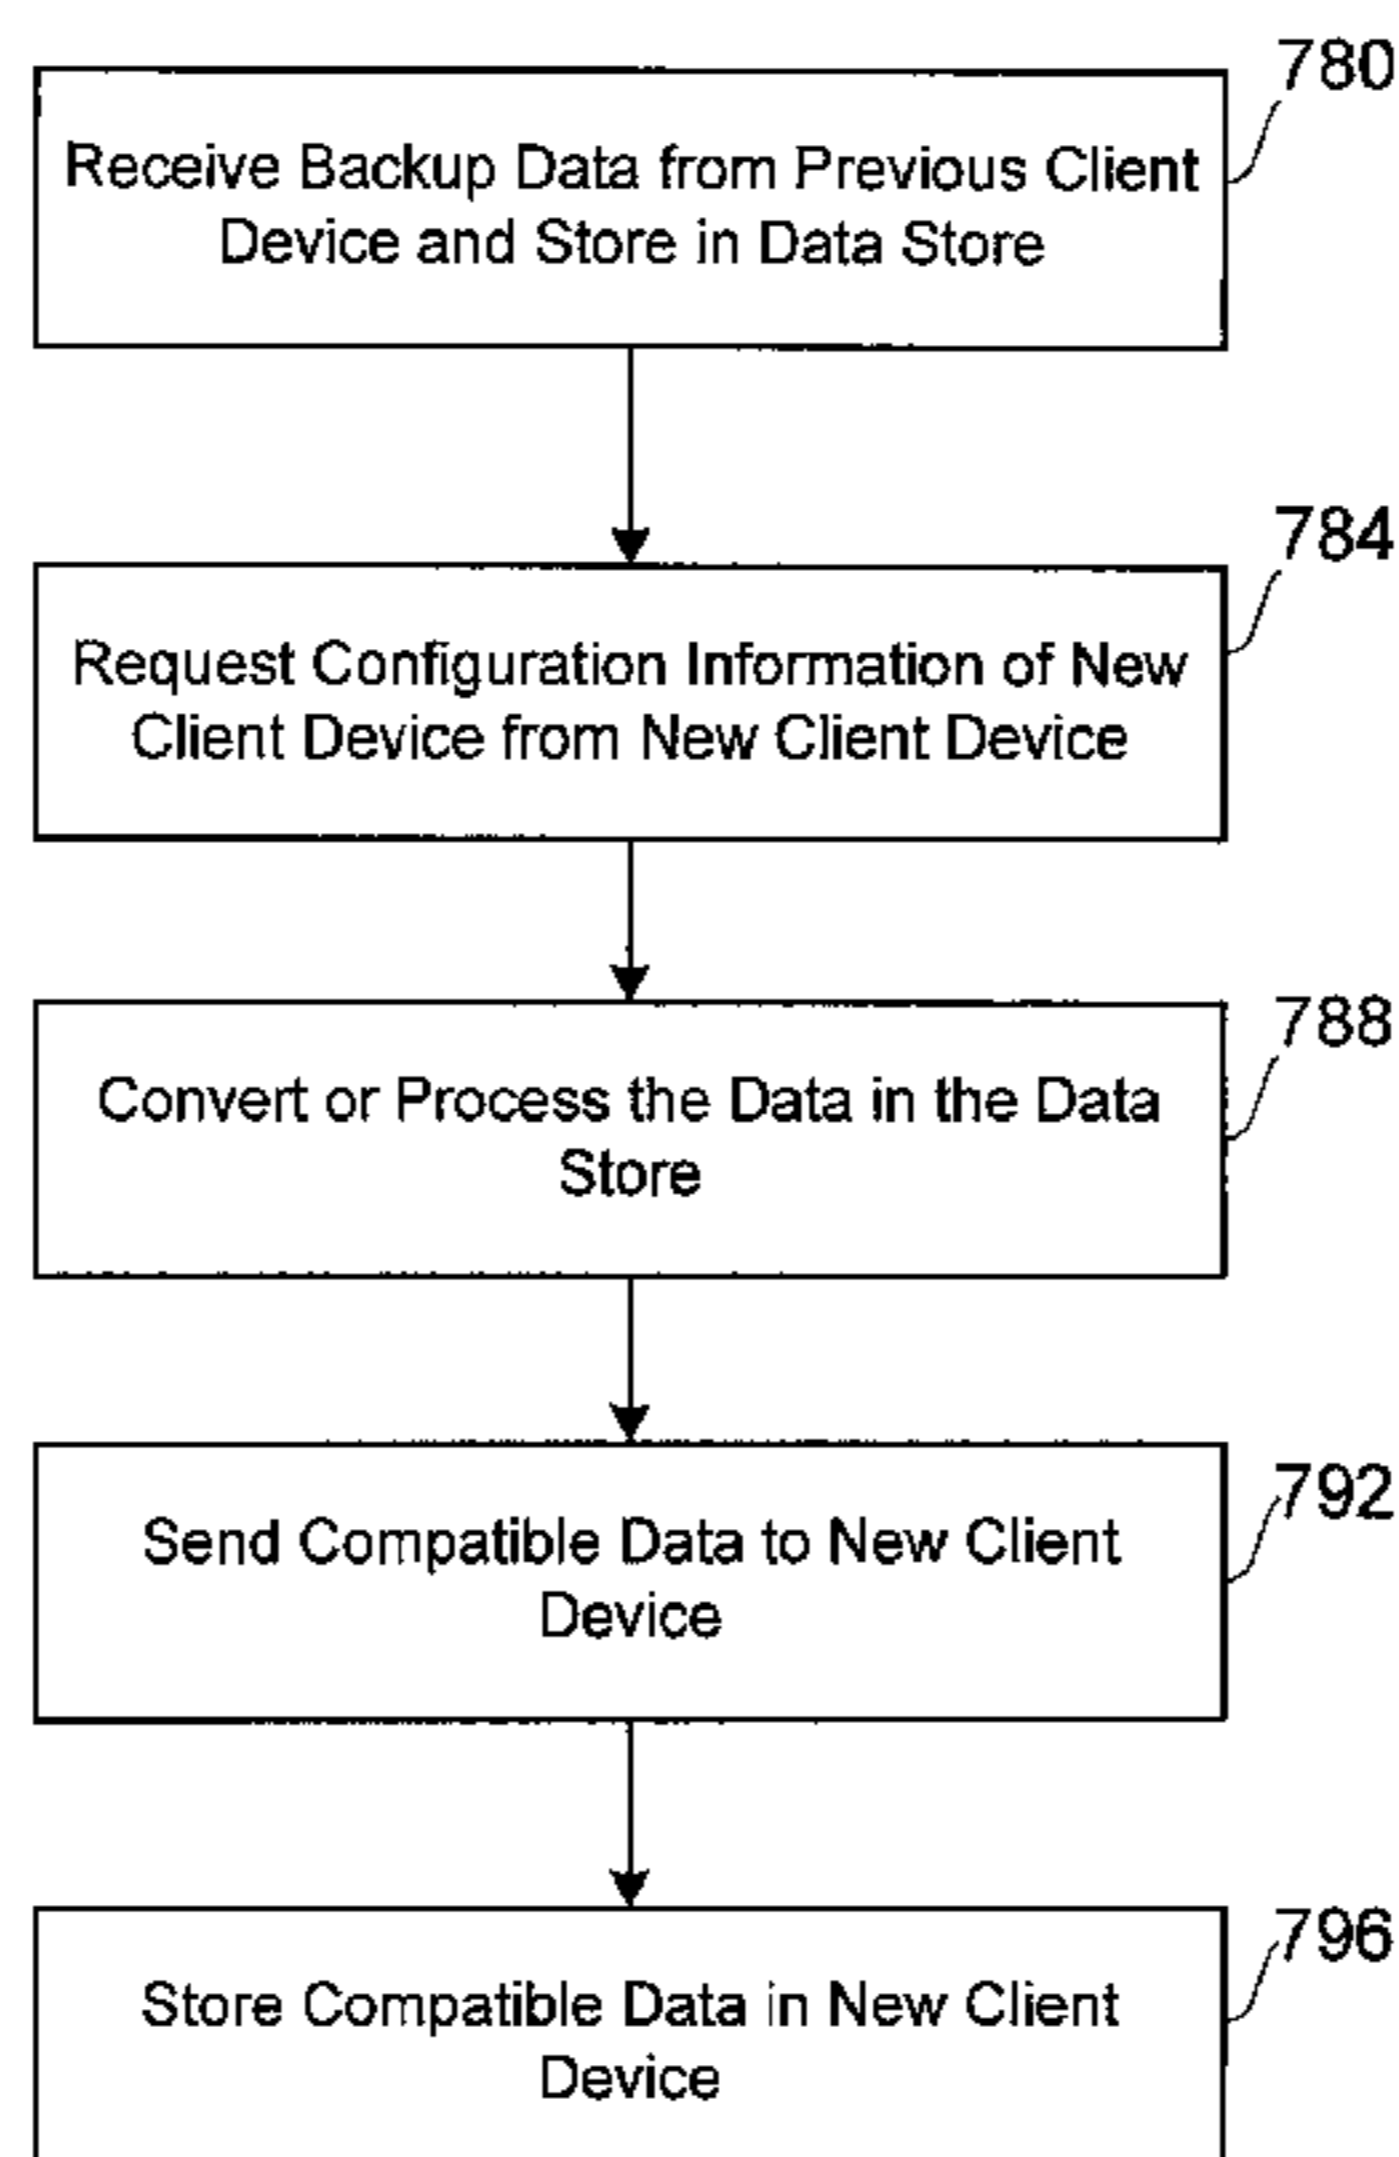 780
Receive Backup Data from Previous Client
Device and Store in Data Store
784
Request Configuration Information of New
Client Device from New Client Device
788
Convert or Process the Data in the Data
Store
792
Send Compatible Data to New Client
Device
796
Store Compatible Data in New Client
Device